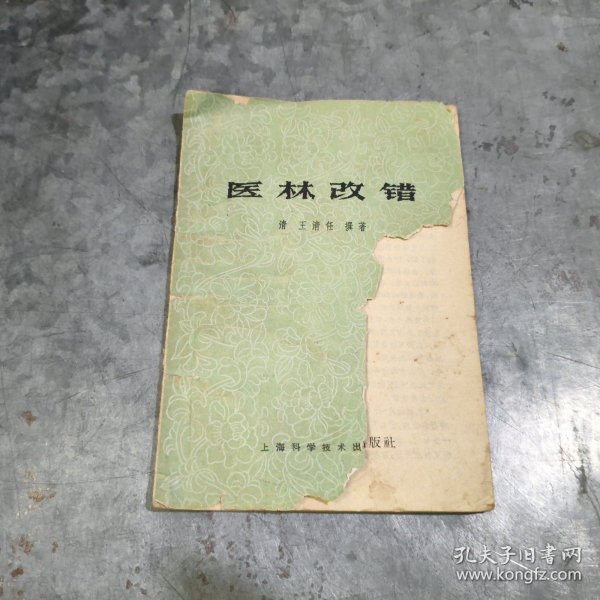 医林改错
清 王清任 撰著
上海科学技术出版社
孔夫子旧书网
www.kongfz.com